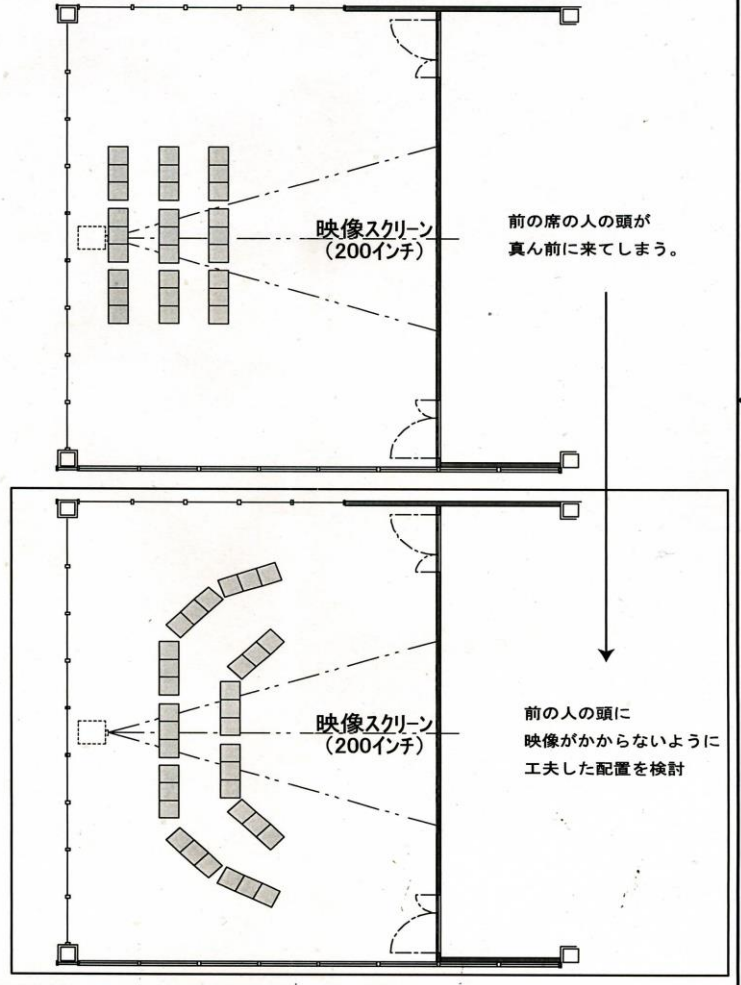 映像スクリーン
（200インチ）
前の席の人の頭が
真ん前に来てしまう。
映像スクリーン
（200インチ）
前の人の頭に
映像がかからないように
工夫した配置を検討